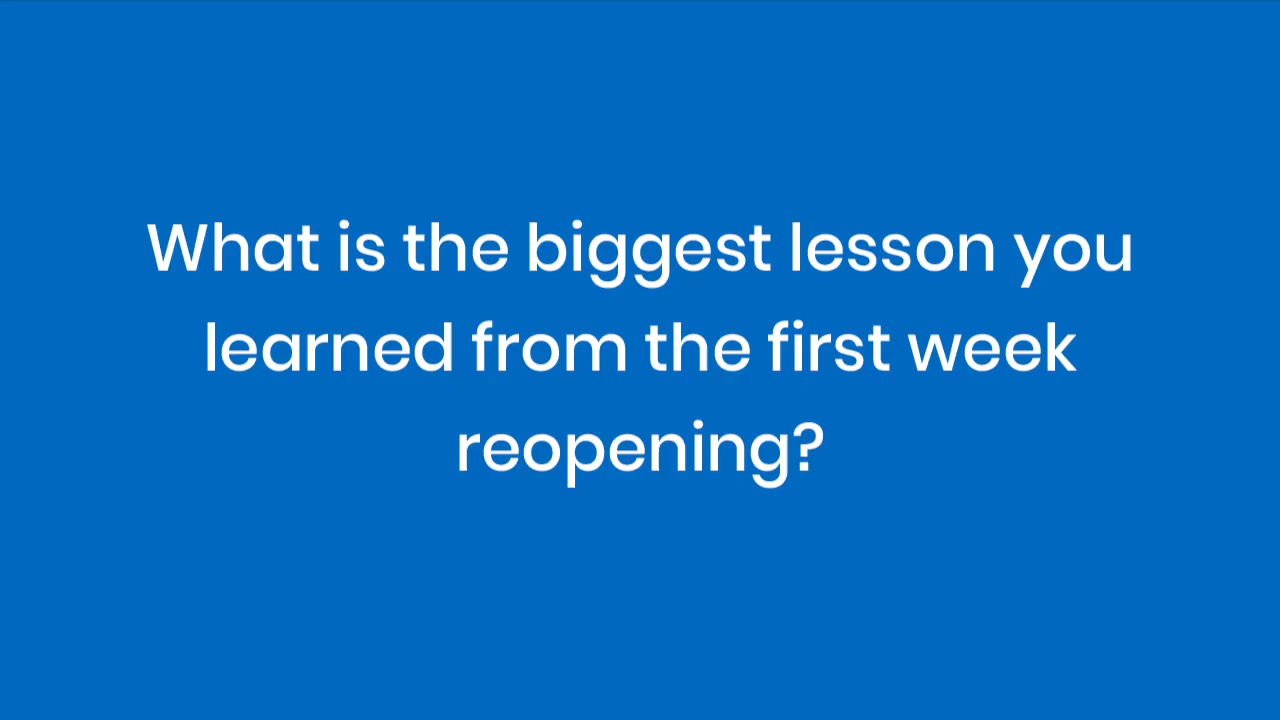 What is the biggest lesson you
learned from the first week
reopening?